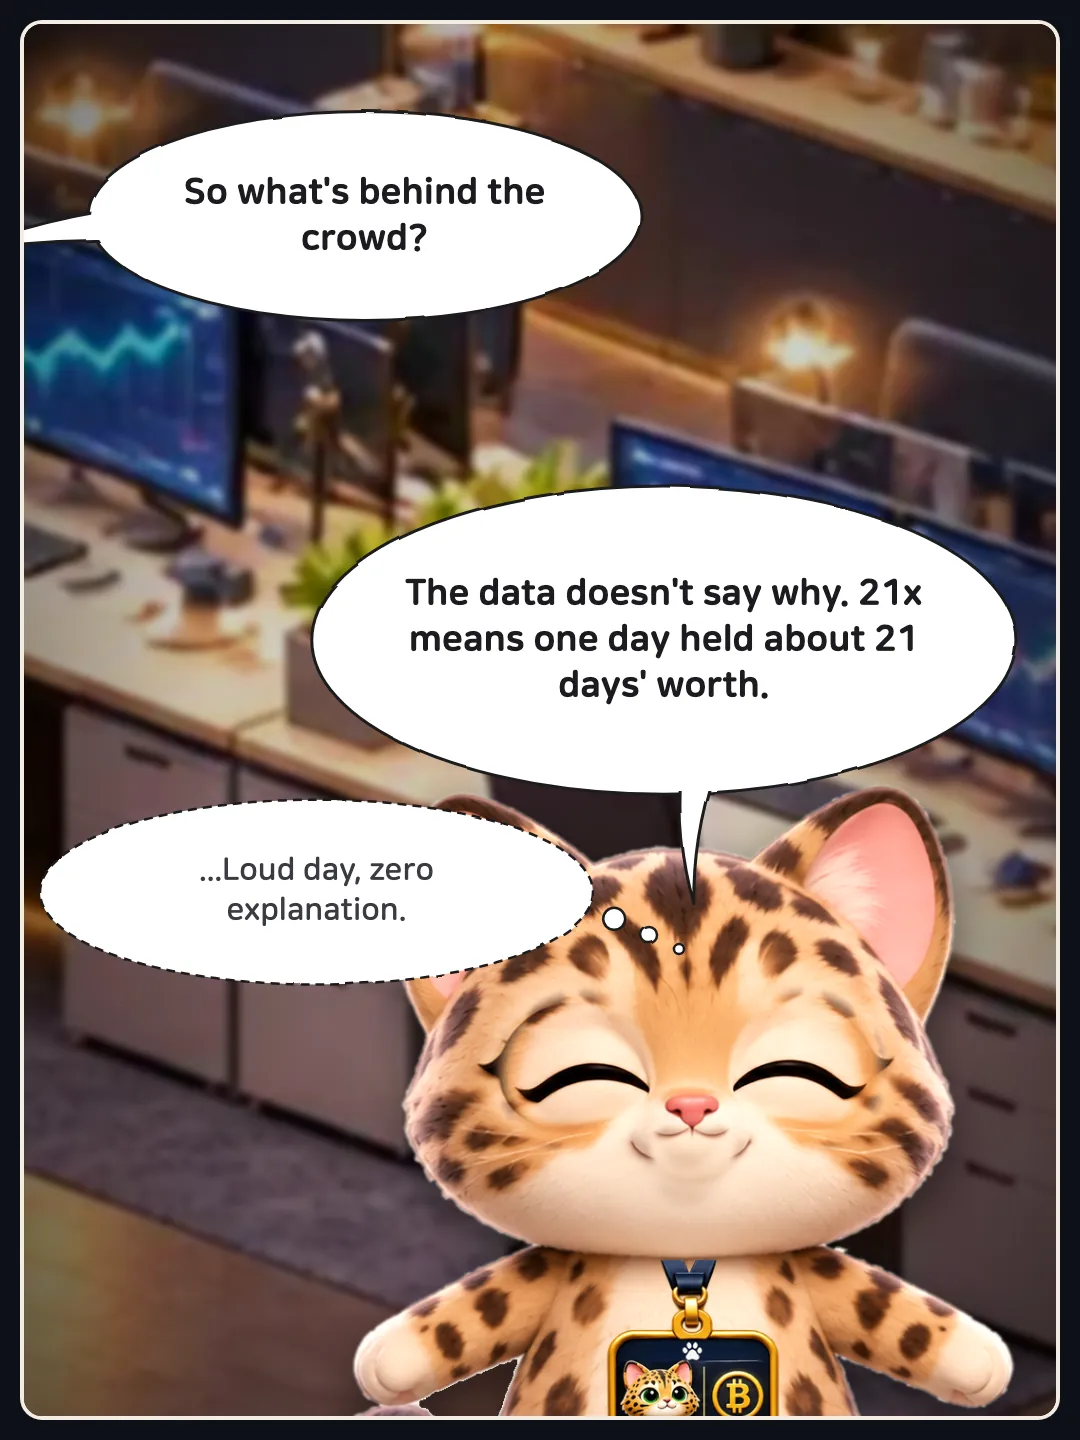 So what's behind the
crowd?
The data doesn't say why. 21x
means one day held about 21
days' worth.
...Loud day, zero
explanation.